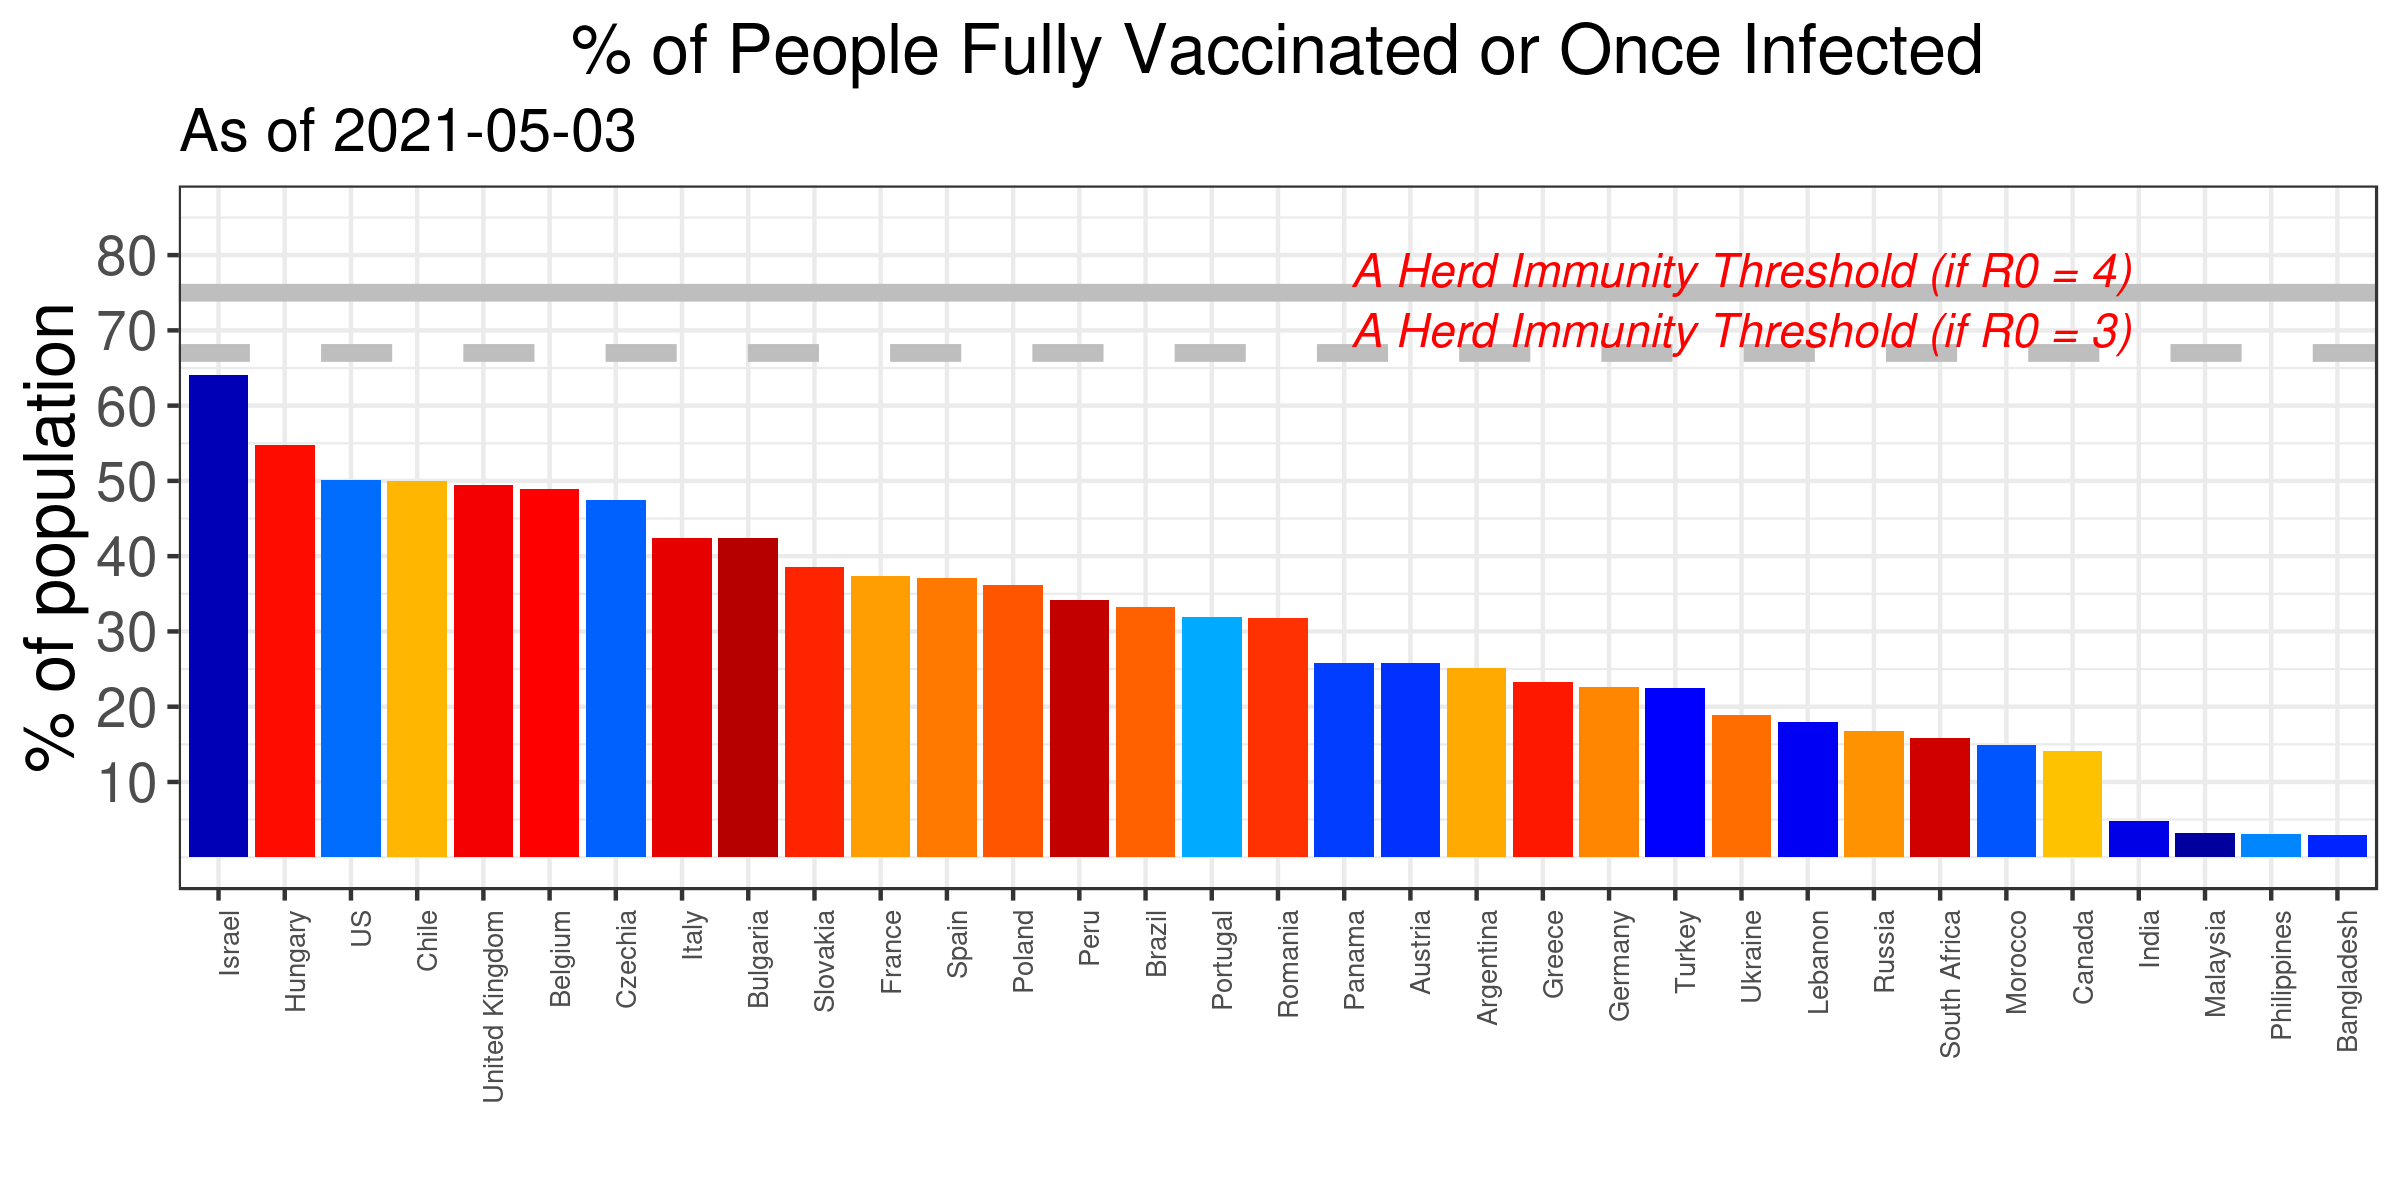 % of People Fully Vaccinated or Once Infected
As of 2021-05-03
% of population
80
70
60
50
40
30
20
10
A Herd Immunity Threshold (if R0 = 4)
A Herd Immunity Threshold (if R0 = 3)
Israel
Hungary
US
Chile
United Kingdom
Belgium
Czechia
Italy
Bulgaria
Slovakia
France
Spain
Poland
Peru
Brazil
Portugal
Romania
Panama
Austria
Argentina
Greece
Germany
Turkey
Ukraine
Lebanon
Russia
South Africa
Morocco
Canada
India
Malaysia
Philippines
Bangladesh